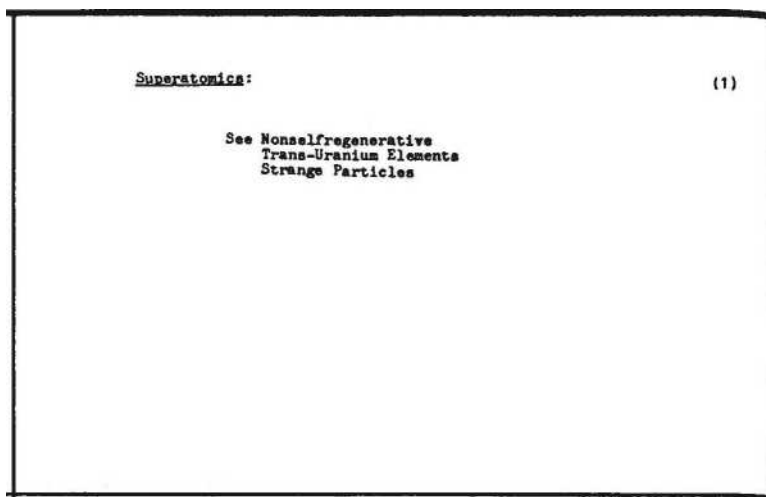 Superatomics: (1)
See Nonselfregenerative
Trans-Uranium Elements
Strange Particles